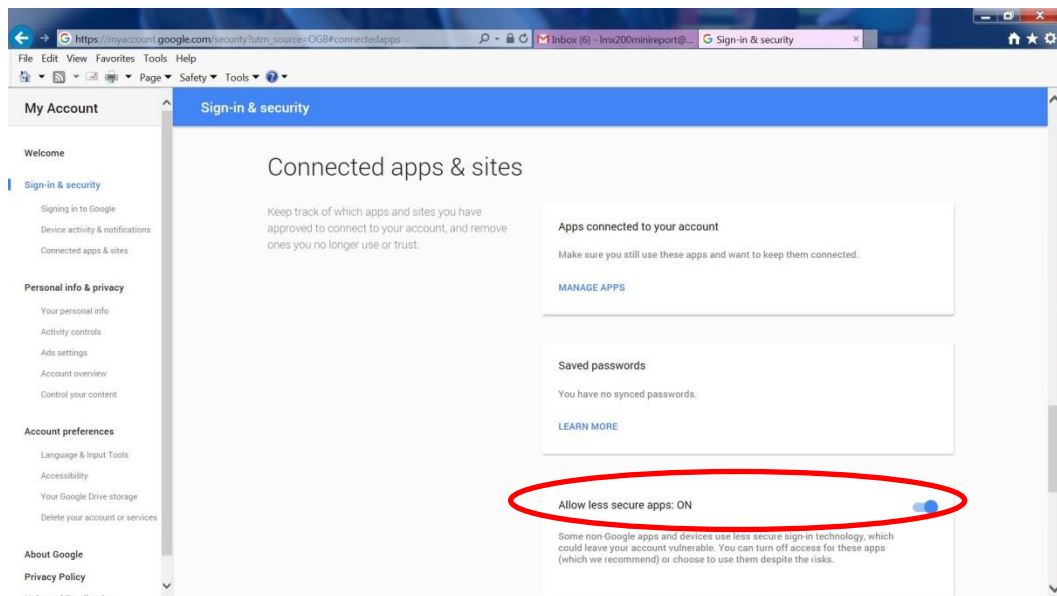 https://myaccount.google.com/security?utm_source=OGB#connectedapps
Inbox (6) - lmx200minireport@...
Sign-in & security
File Edit View Favorites Tools Help
Page Safety Tools
My Account
Sign-in & security
Welcome
Sign-in & security
Signing in to Google
Device activity & notifications
Connected apps & sites
Personal info & privacy
Your personal info
Activity controls
Ads settings
Account overview
Control your content
Account preferences
Language & Input Tools
Accessibility
Your Google Drive storage
Delete your account or services
About Google
Privacy Policy
Connected apps & sites
Keep track of which apps and sites you have
approved to connect to your account, and remove
ones you no longer use or trust.
Apps connected to your account
Make sure you still use these apps and want to keep them connected.
MANAGE APPS
Saved passwords
You have no synced passwords.
LEARN MORE
Allow less secure apps: ON
Some non-Google apps and devices use less secure sign-in technology, which
could leave your account vulnerable. You can turn off access for these apps
(which we recommend) or choose to use them despite the risks.